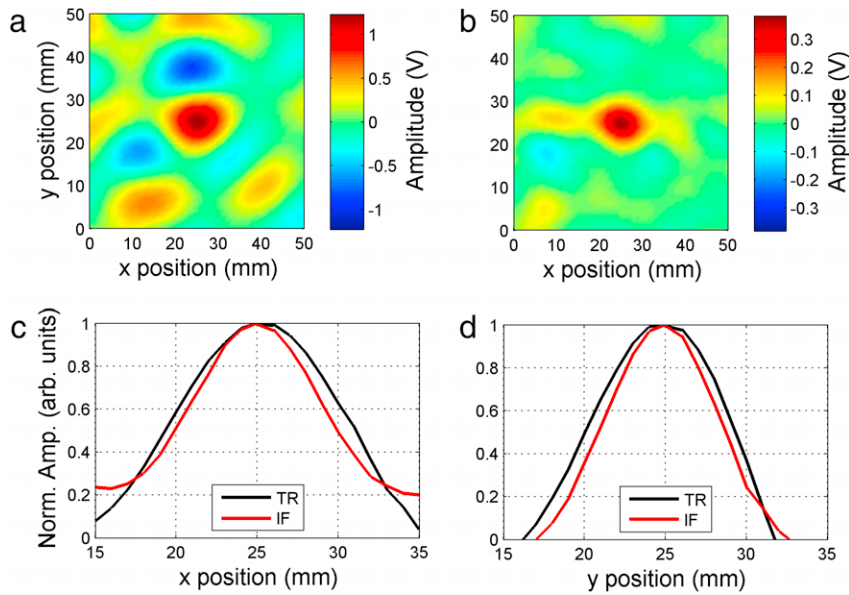 a
50
40
30
20
10
0
y position (mm)
0 10 20 30 40 50
x position (mm)
1
0.5
0
-0.5
-1
Amplitude (V)
b
50
40
30
20
10
0
0 10 20 30 40 50
x position (mm)
0.3
0.2
0.1
0
-0.1
-0.2
-0.3
Amplitude (V)
c
1
0.8
0.6
0.4
0.2
0
Norm. Amp. (arb. units)
TR
IF
15 20 25 30 35
x position (mm)
d
1
0.8
0.6
0.4
0.2
0
TR
IF
15 20 25 30 35
y position (mm)